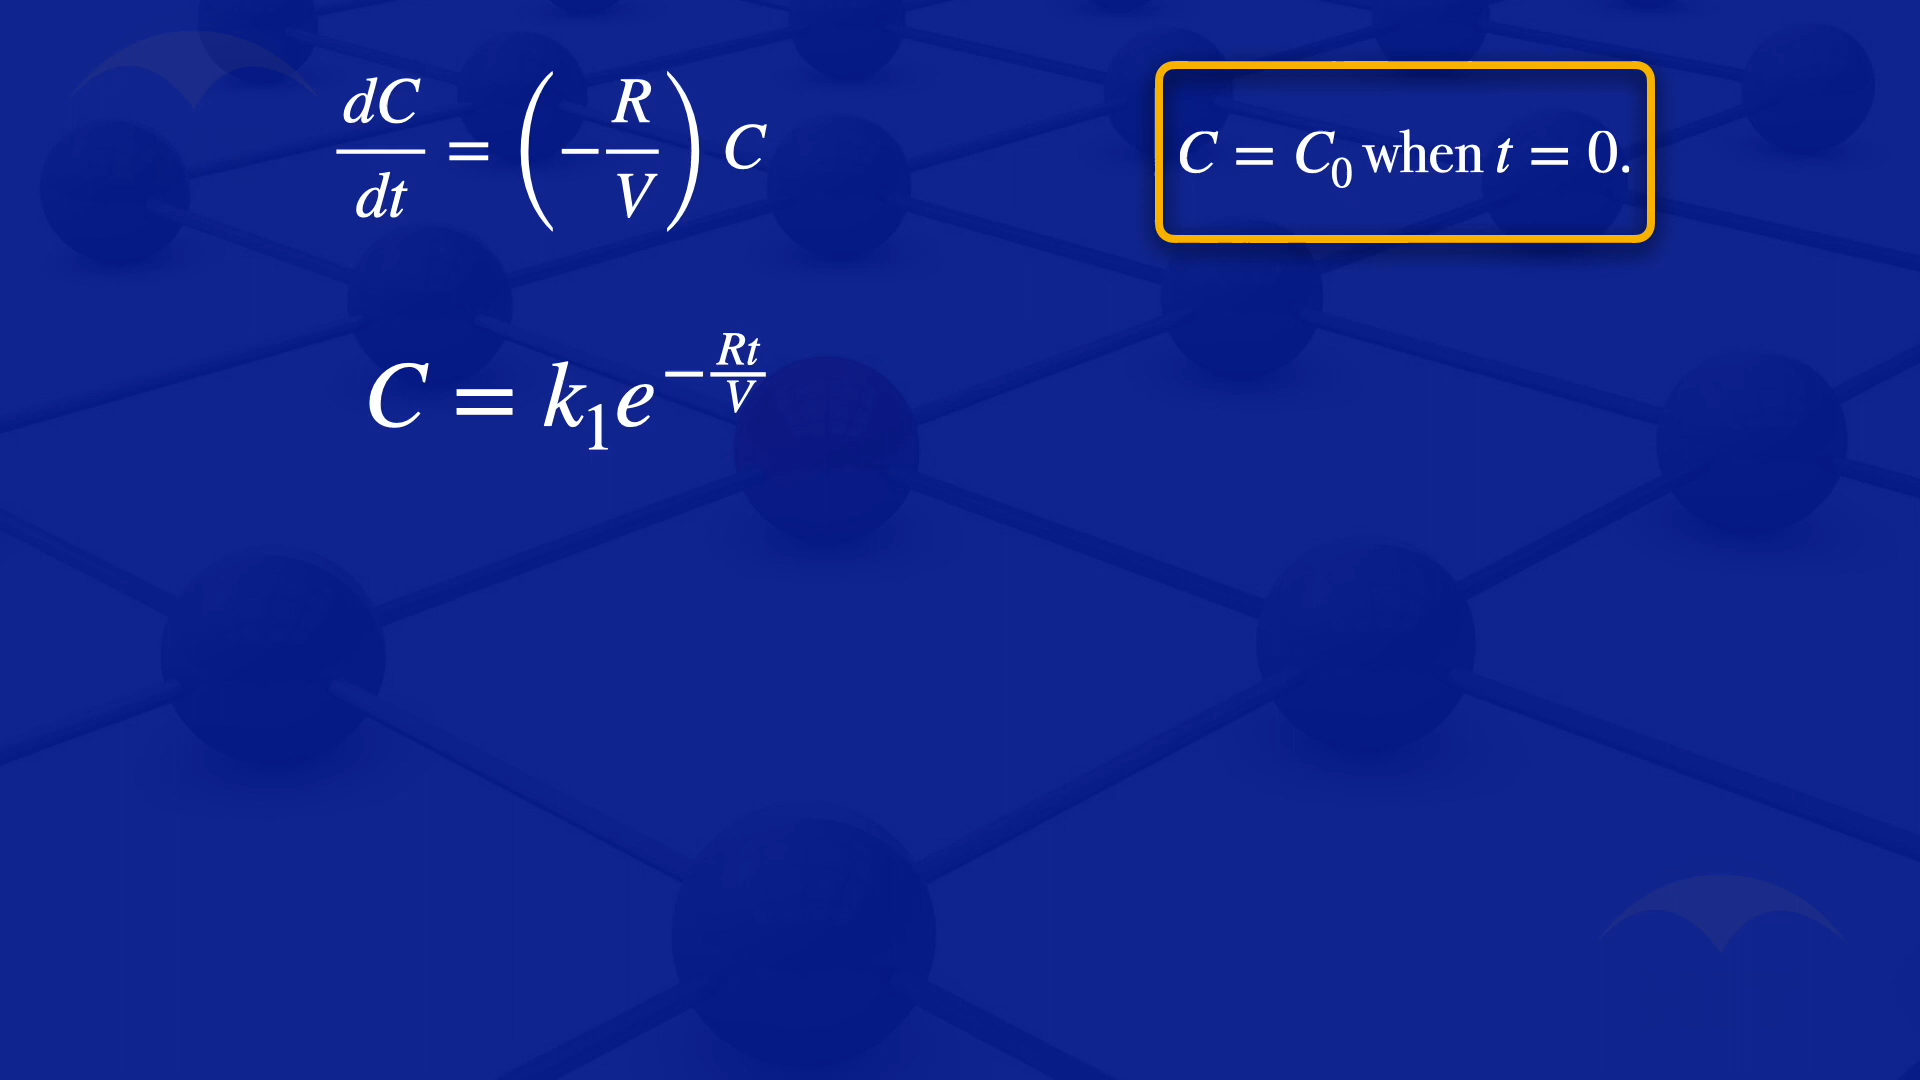 dC/dt = (−R/V) C
C = C₀ when t = 0.
C = k₁e^(−Rt/V)